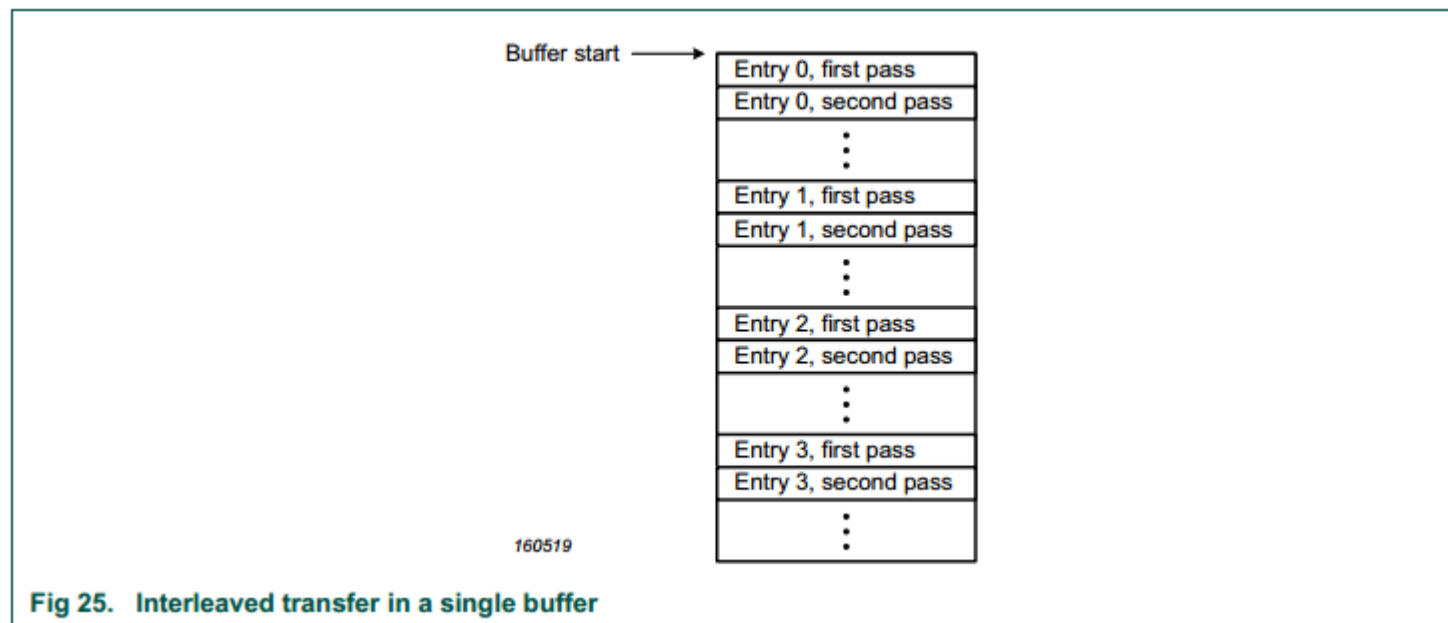 Buffer start
Entry 0, first pass
Entry 0, second pass
Entry 1, first pass
Entry 1, second pass
Entry 2, first pass
Entry 2, second pass
Entry 3, first pass
Entry 3, second pass
160519
Fig 25. Interleaved transfer in a single buffer